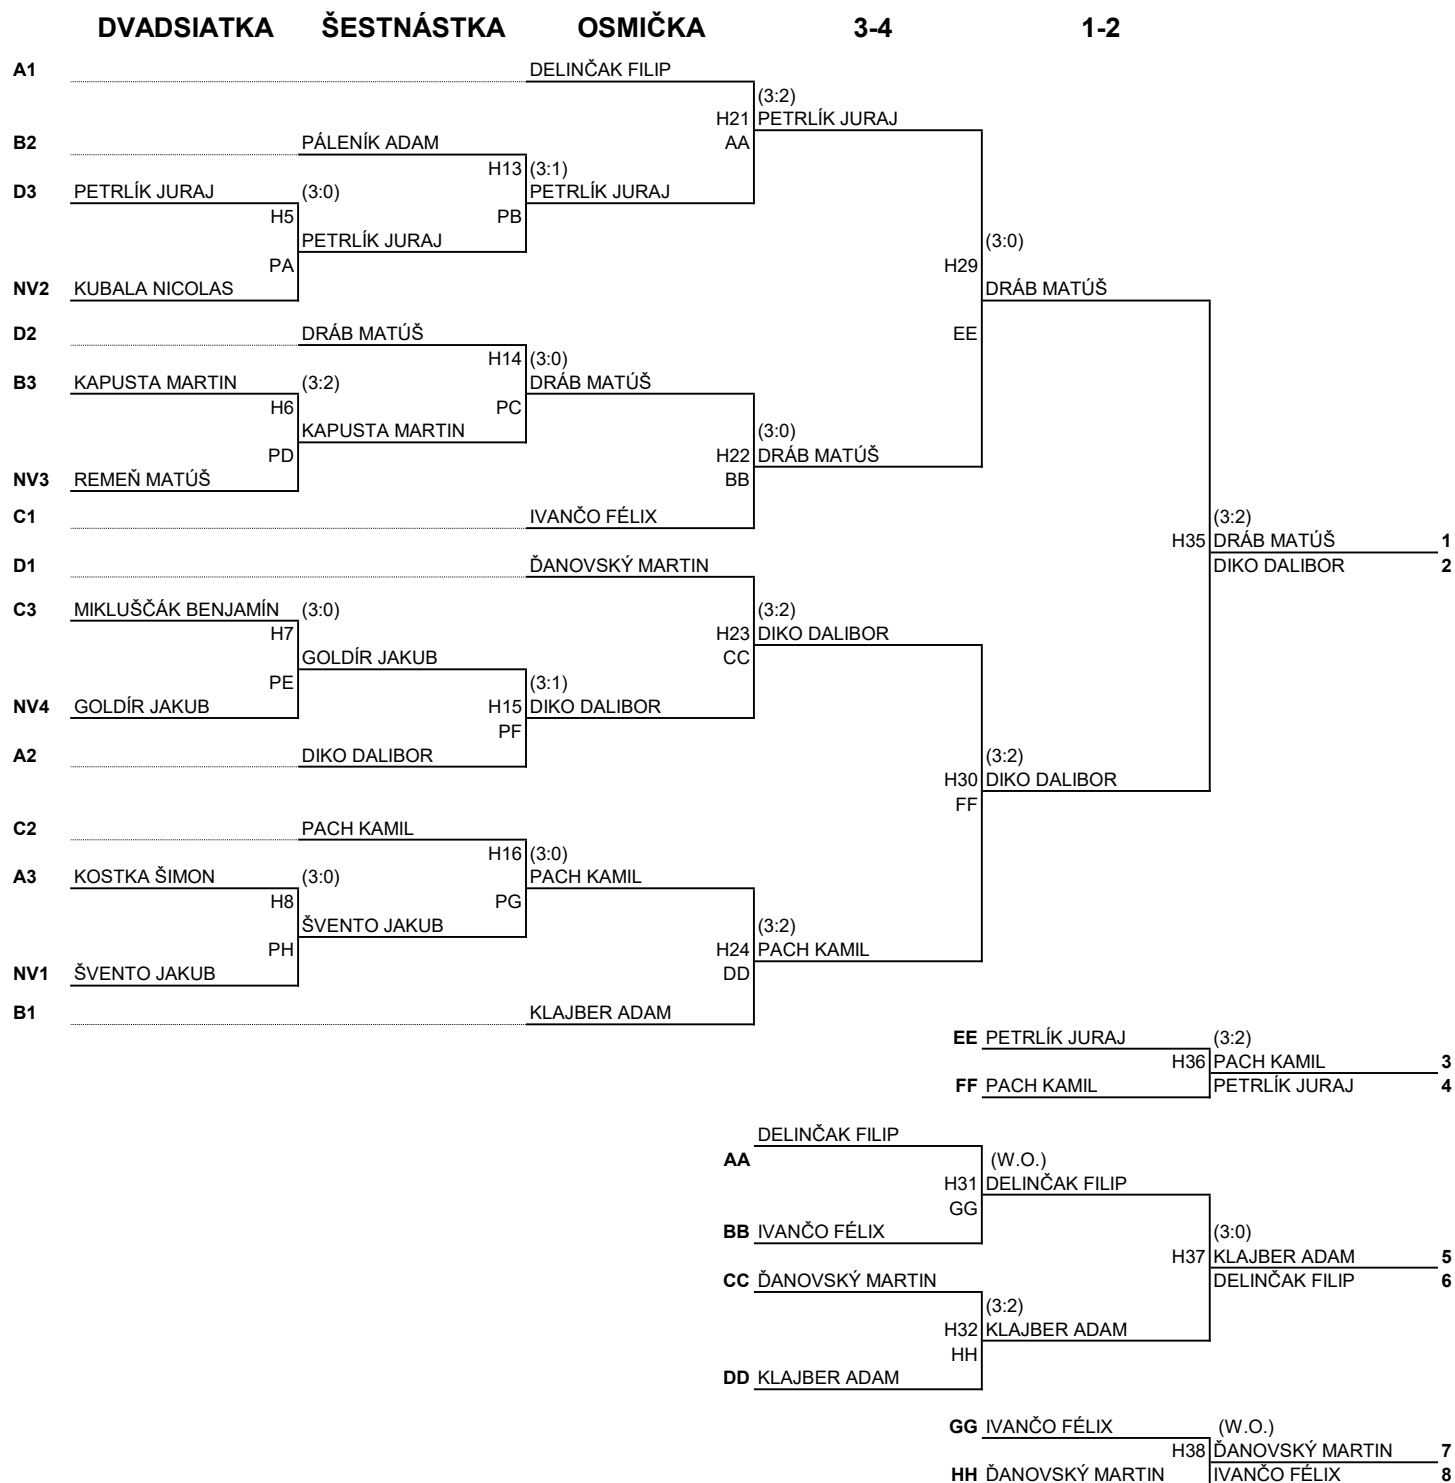 DVADSIATKA ŠESTNÁSTKA OSMIČKA 3-4 1-2
A1 DELINČAK FILIP
(3:2)
H21 PETRLÍK JURAJ
B2 PÁLENÍK ADAM AA
H13 (3:1)
D3 PETRLÍK JURAJ (3:0) PETRLÍK JURAJ
H5 PB
PETRLÍK JURAJ (3:0)
PA H29
NV2 KUBALA NICOLAS DRÁB MATÚŠ
D2 DRÁB MATÚŠ EE
H14 (3:0)
B3 KAPUSTA MARTIN (3:2) DRÁB MATÚŠ
H6 PC
KAPUSTA MARTIN (3:0)
PD H22 DRÁB MATÚŠ
NV3 REMEŇ MATÚŠ BB
C1 IVANČO FÉLIX (3:2)
H35 DRÁB MATÚŠ 1
D1 ĎANOVSKÝ MARTIN DIKO DALIBOR 2
C3 MIKLUŠČÁK BENJAMÍN (3:0) (3:2)
H7 H23 DIKO DALIBOR
GOLDÍR JAKUB CC
PE (3:1)
NV4 GOLDÍR JAKUB H15 DIKO DALIBOR
PF
A2 DIKO DALIBOR (3:2)
H30 DIKO DALIBOR
FF
C2 PACH KAMIL
H16 (3:0)
A3 KOSTKA ŠIMON (3:0) PACH KAMIL
H8 PG
ŠVENTO JAKUB (3:2)
PH H24 PACH KAMIL
NV1 ŠVENTO JAKUB DD
B1 KLAJBER ADAM
EE PETRLÍK JURAJ (3:2)
H36 PACH KAMIL 3
FF PACH KAMIL PETRLÍK JURAJ 4
DELINČAK FILIP
AA (W.O.)
H31 DELINČAK FILIP
GG
BB IVANČO FÉLIX (3:0)
H37 KLAJBER ADAM 5
CC ĎANOVSKÝ MARTIN DELINČAK FILIP 6
(3:2)
H32 KLAJBER ADAM
HH
DD KLAJBER ADAM
GG IVANČO FÉLIX (W.O.)
H38 ĎANOVSKÝ MARTIN 7
HH ĎANOVSKÝ MARTIN IVANČO FÉLIX 8